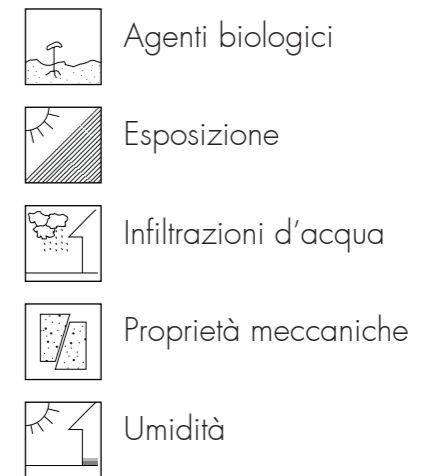 Agenti biologici
Esposizione
Infiltrazioni d’acqua
Proprietà meccaniche
Umidità